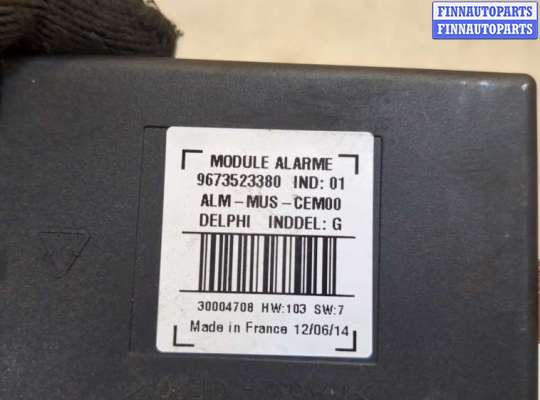 FINNAUTOPARTS
FINNAUTOPARTS
MODULE ALARME
9673523380 IND: 01
ALM-MUS-CEM00
DELPHI INDDEL: G
30004708 HW:103 SW:7
Made in France 12/06/14